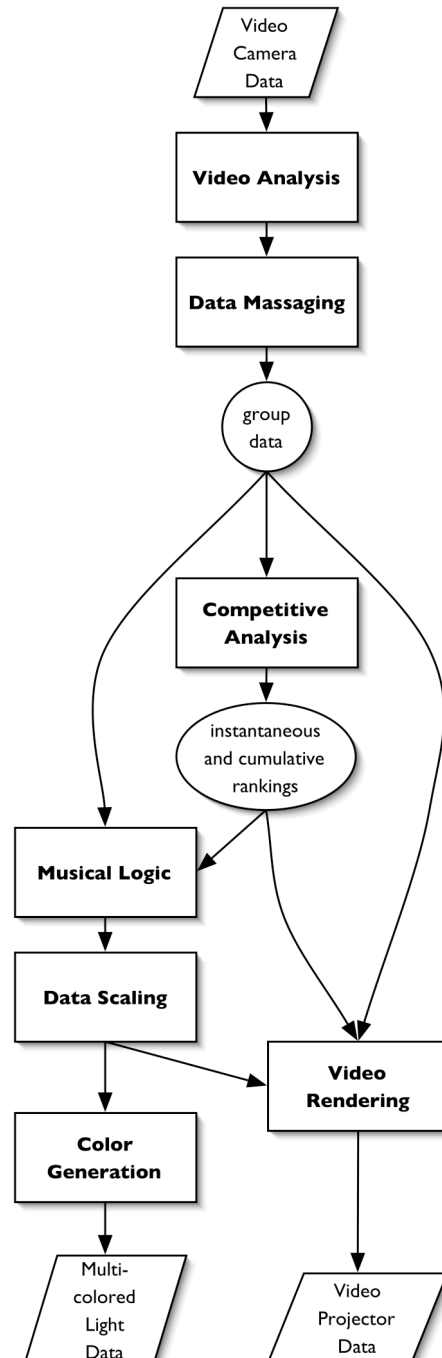 Video
Camera
Data
Video Analysis
Data Massaging
group
data
Competitive
Analysis
instantaneous
and cumulative
rankings
Musical Logic
Data Scaling
Video
Rendering
Color
Generation
Multi-
colored
Light
Data
Video
Projector
Data